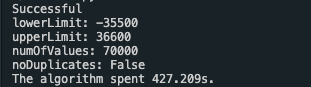 Successful
lowerLimit: -35500
upperLimit: 36600
numOfValues: 70000
noDuplicates: False
The algorithm spent 427.209s.